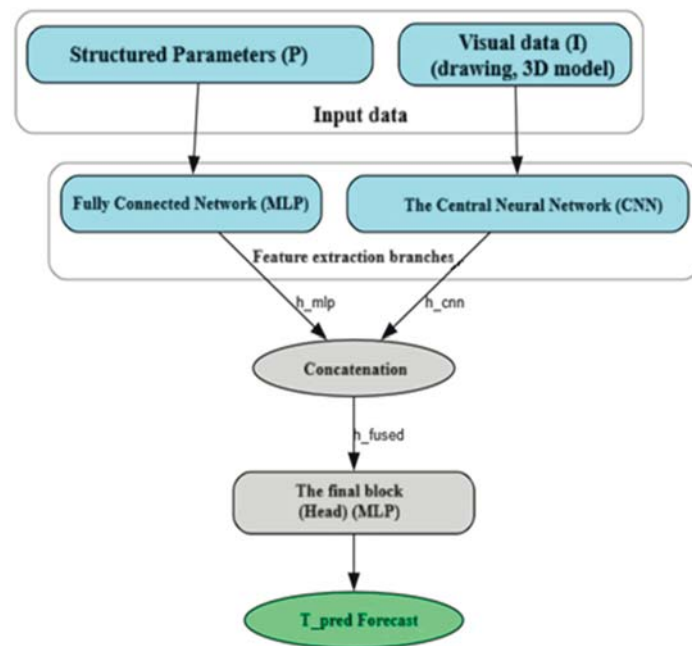 Structured Parameters (P)
Visual data (I)
(drawing, 3D model)
Input data
Fully Connected Network (MLP)
The Central Neural Network (CNN)
Feature extraction branches
h_mlp
h_cnn
Concatenation
h_fused
The final block
(Head) (MLP)
T_pred Forecast